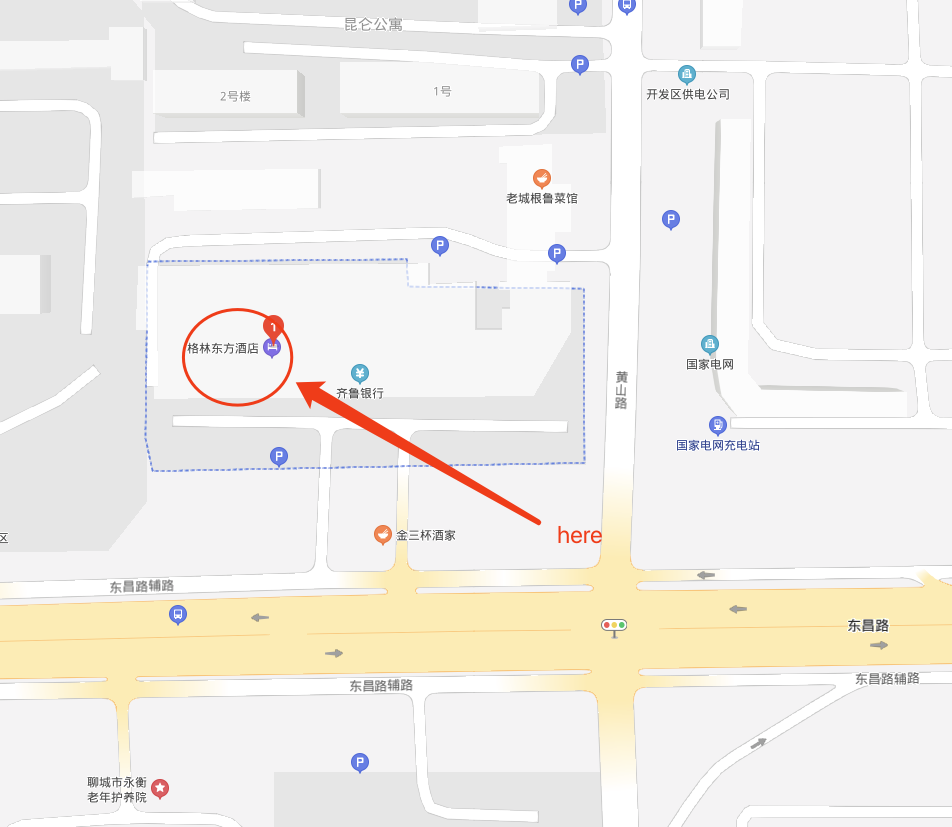 昆仑公寓
P
P
开发区供电公司
2号楼
1号
老城根鲁菜馆
P
P
P
格林东方酒店
¥
齐鲁银行
国家电网
黄
山
路
国家电网充电站
P
here
金三杯酒家
区
东昌路辅路
东昌路
东昌路辅路
东昌路辅路
P
聊城市永衡
老年护养院